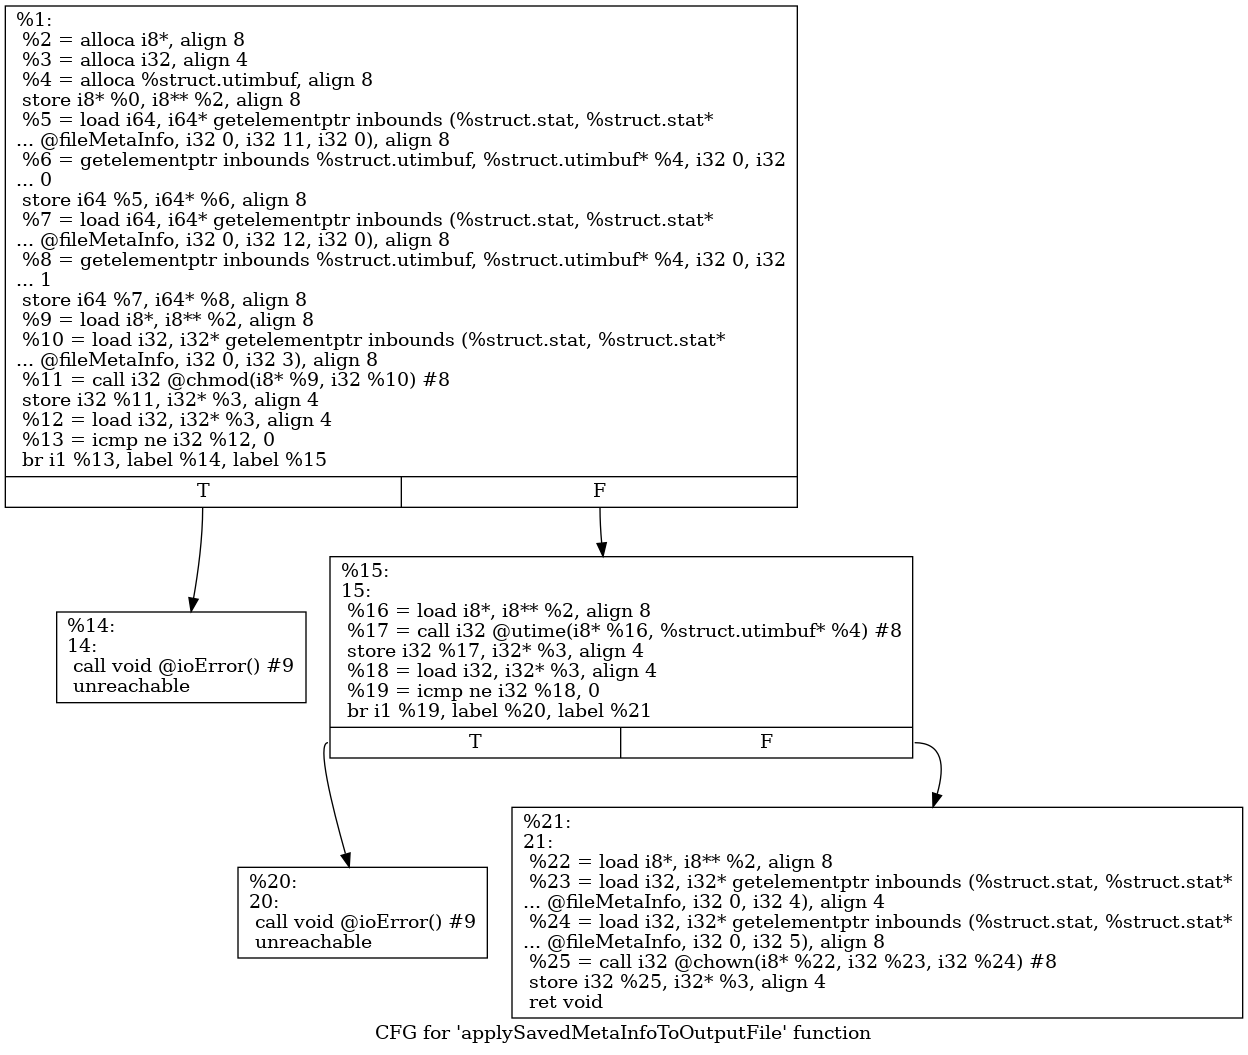 %1:
%2 = alloca i8*, align 8
%3 = alloca i32, align 4
%4 = alloca %struct.utimbuf, align 8
store i8* %0, i8** %2, align 8
%5 = load i64, i64* getelementptr inbounds (%struct.stat, %struct.stat*
... @fileMetaInfo, i32 0, i32 11, i32 0), align 8
%6 = getelementptr inbounds %struct.utimbuf, %struct.utimbuf* %4, i32 0, i32
... 0
store i64 %5, i64* %6, align 8
%7 = load i64, i64* getelementptr inbounds (%struct.stat, %struct.stat*
... @fileMetaInfo, i32 0, i32 12, i32 0), align 8
%8 = getelementptr inbounds %struct.utimbuf, %struct.utimbuf* %4, i32 0, i32
... 1
store i64 %7, i64* %8, align 8
%9 = load i8*, i8** %2, align 8
%10 = load i32, i32* getelementptr inbounds (%struct.stat, %struct.stat*
... @fileMetaInfo, i32 0, i32 3), align 8
%11 = call i32 @chmod(i8* %9, i32 %10) #8
store i32 %11, i32* %3, align 4
%12 = load i32, i32* %3, align 4
%13 = icmp ne i32 %12, 0
br i1 %13, label %14, label %15
T
F
%14:
14:
call void @ioError() #9
unreachable
%15:
15:
%16 = load i8*, i8** %2, align 8
%17 = call i32 @utime(i8* %16, %struct.utimbuf* %4) #8
store i32 %17, i32* %3, align 4
%18 = load i32, i32* %3, align 4
%19 = icmp ne i32 %18, 0
br i1 %19, label %20, label %21
T
F
%20:
20:
call void @ioError() #9
unreachable
%21:
21:
%22 = load i8*, i8** %2, align 8
%23 = load i32, i32* getelementptr inbounds (%struct.stat, %struct.stat*
... @fileMetaInfo, i32 0, i32 4), align 4
%24 = load i32, i32* getelementptr inbounds (%struct.stat, %struct.stat*
... @fileMetaInfo, i32 0, i32 5), align 8
%25 = call i32 @chown(i8* %22, i32 %23, i32 %24) #8
store i32 %25, i32* %3, align 4
ret void
CFG for 'applySavedMetaInfoToOutputFile' function